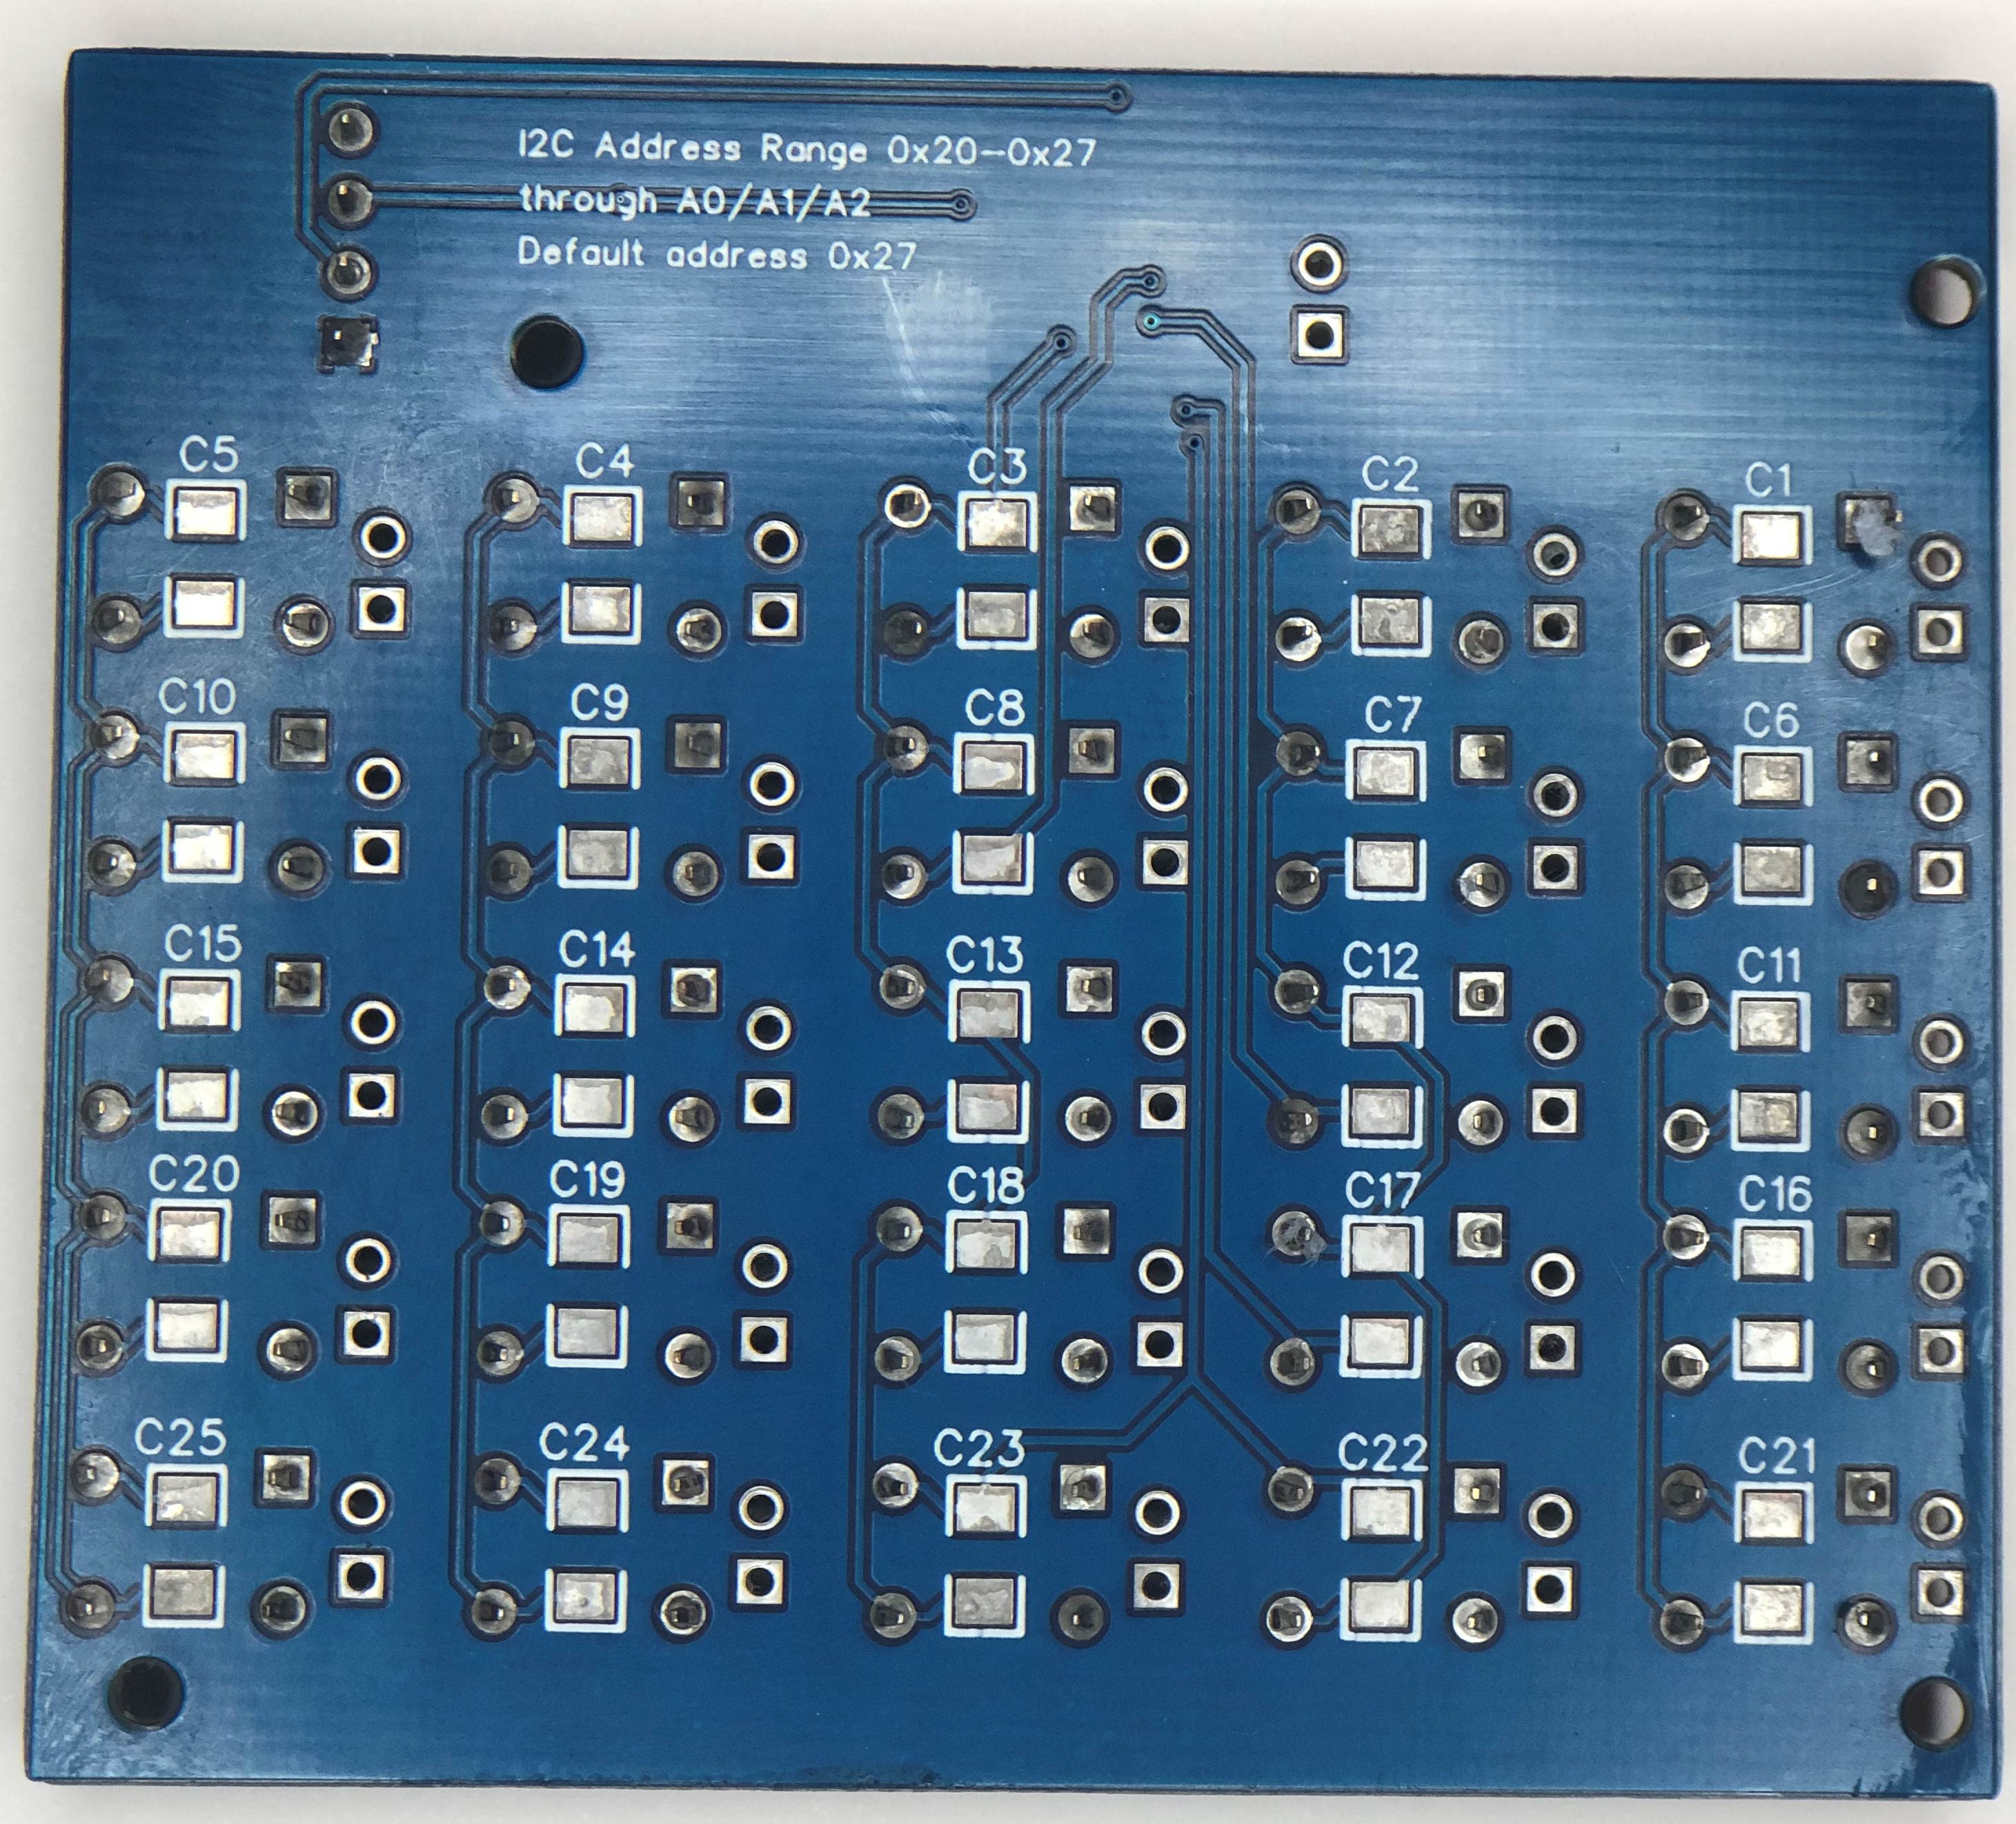 I2C Address Range 0x20-0x27
through A0/A1/A2
Default address 0x27
C5 C4 C3 C2 C1
C10 C9 C8 C7 C6
C15 C14 C13 C12 C11
C20 C19 C18 C17 C16
C25 C24 C23 C22 C21